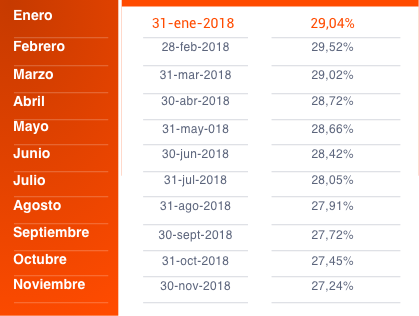 Enero 31-ene-2018 29,04%
Febrero 28-feb-2018 29,52%
Marzo 31-mar-2018 29,02%
Abril 30-abr-2018 28,72%
Mayo 31-may-018 28,66%
Junio 30-jun-2018 28,42%
Julio 31-jul-2018 28,05%
Agosto 31-ago-2018 27,91%
Septiembre 30-sept-2018 27,72%
Octubre 31-oct-2018 27,45%
Noviembre 30-nov-2018 27,24%